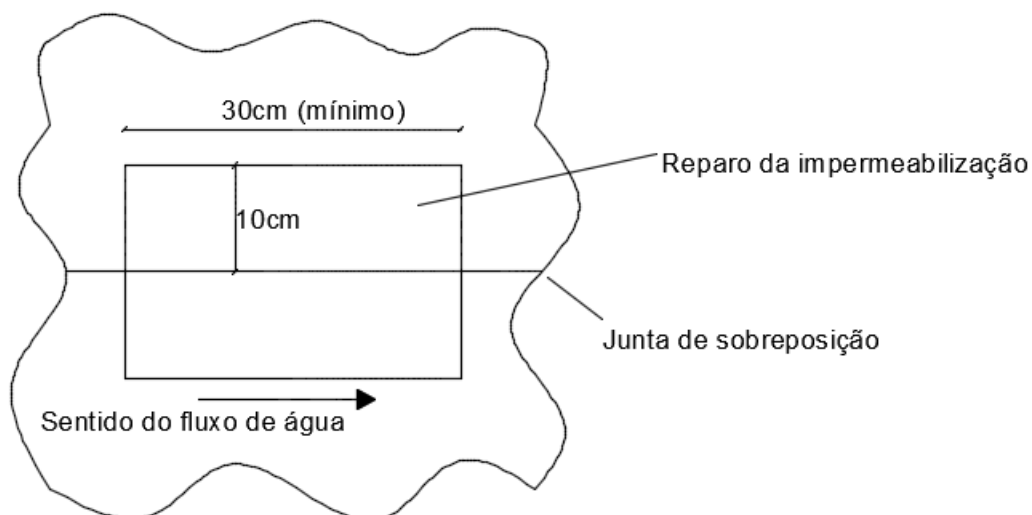 30cm (mínimo)
Reparo da impermeabilização
10cm
Junta de sobreposição
Sentido do fluxo de água